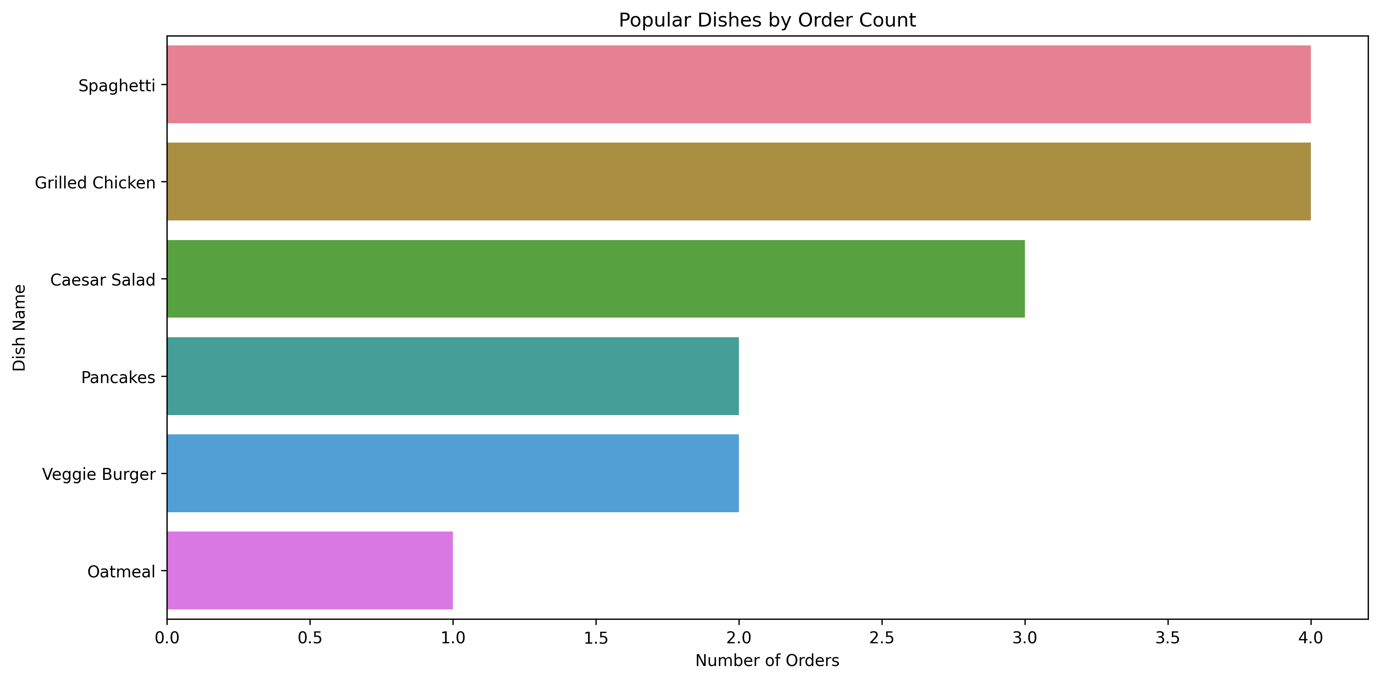 Popular Dishes by Order Count
Dish Name
Spaghetti
Grilled Chicken
Caesar Salad
Pancakes
Veggie Burger
Oatmeal
0.0 0.5 1.0 1.5 2.0 2.5 3.0 3.5 4.0
Number of Orders